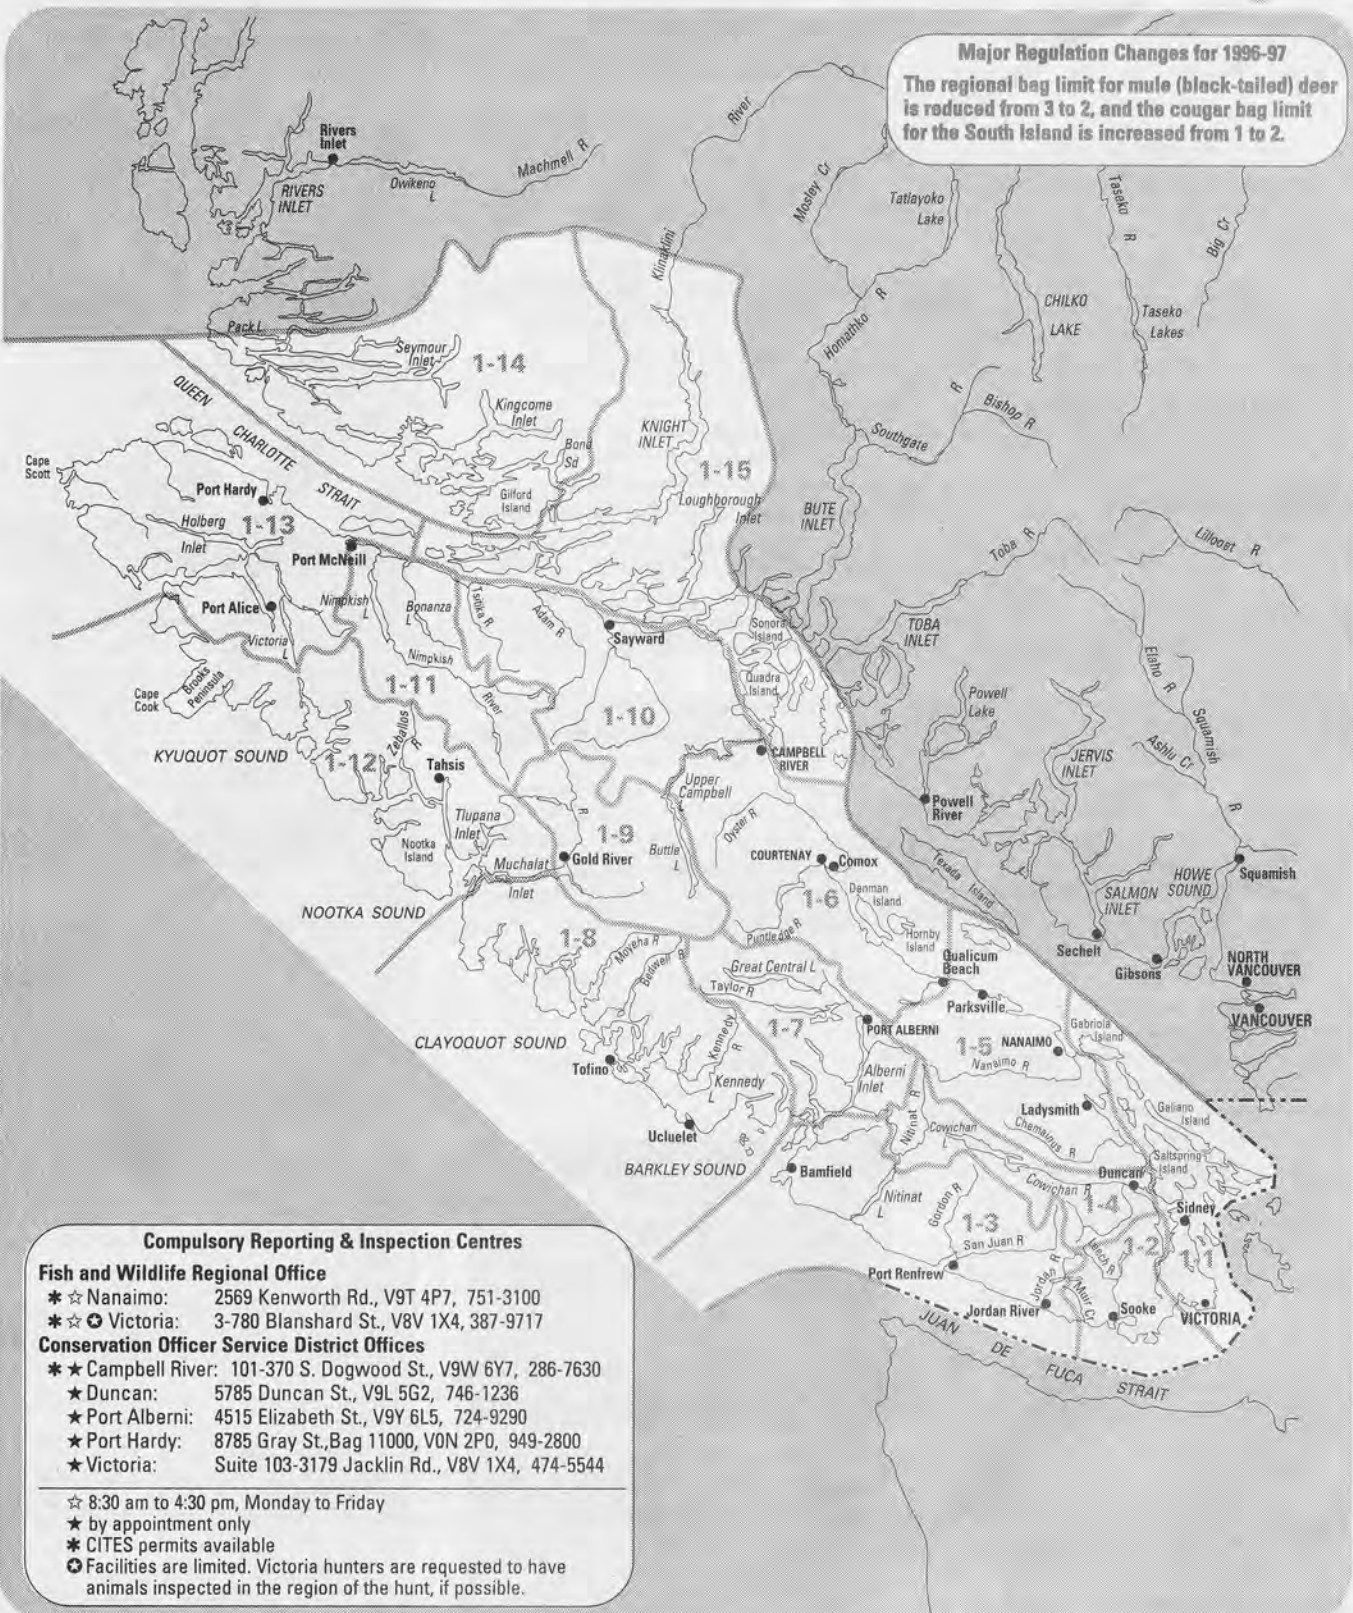 Major Regulation Changes for 1996-97
The regional bag limit for mule (black-tailed) deer
is reduced from 3 to 2, and the cougar bag limit
for the South Island is increased from 1 to 2.
River
Rivers
Inlet
Machmell R
Owikeno
L
RIVERS
INLET
Mosley Cr
Tatlayoko
Lake
Taseko R
Big Cr
Klinaklini
CHILKO
LAKE
Taseko
Lakes
Homathko R
Pack L
Seymour
Inlet
1-14
QUEEN
CHARLOTTE
STRAIT
Kingcome
Inlet
KNIGHT
INLET
Bond
Sd
Gilford
Island
1-15
Loughborough
Inlet
Southgate R
Bishop R
BUTE
INLET
Cape
Scott
Port Hardy
Holberg
Inlet
1-13
Port McNeill
Toba R
Lillooet R
Port Alice
Nimpkish
L
Bonanza
L
Tsitika R
Adam R
Sayward
Sonora
Island
TOBA
INLET
Victoria
L
Nimpkish
River
Elaho R
Brooks
Peninsula
Cape
Cook
1-11
Quadra
Island
Powell
Lake
Squamish
R
1-10
KYUQUOT SOUND
1-12
Zeballos
R
Tahsis
CAMPBELL
RIVER
Ashlu Cr
JERVIS
INLET
Upper
Campbell
L
Powell
River
Tlupana
Inlet
R
1-9
Oyster R
Nootka
Island
Muchalat
Inlet
Gold River
Buttle
L
COURTENAY
Comox
Texada
Island
HOWE
SOUND
Squamish
1-6
Denman
Island
SALMON
INLET
NOOTKA SOUND
Hornby
Island
1-8
Moyeha R
Bedwell R
Puntledge R
Sechelt
Gibsons
NORTH
VANCOUVER
Great Central L
Qualicum
Beach
Taylor R
Parksville
VANCOUVER
1-7
PORT ALBERNI
Gabriola
Island
CLAYOQUOT SOUND
Kennedy
R
1-5
NANAIMO
Nanaimo R
Tofino
Alberni
Inlet
Kennedy
L
Nitinat R
Ladysmith
Galiano
Island
Ucluelet
Cowichan
L
Chemainus
R
Saltspring
Island
BARKLEY SOUND
Bamfield
Duncan
Nitinat
L
Gordon R
Cowichan R
1-4
Sidney
1-3
San Juan R
1-2
1-1
Leech R
Port Renfrew
Jordan R
Muir Cr
Jordan River
Sooke
VICTORIA
JUAN
DE
FUCA
STRAIT
Compulsory Reporting & Inspection Centres
Fish and Wildlife Regional Office
✱ ☆ Nanaimo: 2569 Kenworth Rd., V9T 4P7, 751-3100
✱ ☆ ✪ Victoria: 3-780 Blanshard St., V8V 1X4, 387-9717
Conservation Officer Service District Offices
✱ ★ Campbell River: 101-370 S. Dogwood St., V9W 6Y7, 286-7630
★ Duncan: 5785 Duncan St., V9L 5G2, 746-1236
★ Port Alberni: 4515 Elizabeth St., V9Y 6L5, 724-9290
★ Port Hardy: 8785 Gray St.,Bag 11000, V0N 2P0, 949-2800
★ Victoria: Suite 103-3179 Jacklin Rd., V8V 1X4, 474-5544
☆ 8:30 am to 4:30 pm, Monday to Friday
★ by appointment only
✱ CITES permits available
✪ Facilities are limited. Victoria hunters are requested to have
animals inspected in the region of the hunt, if possible.